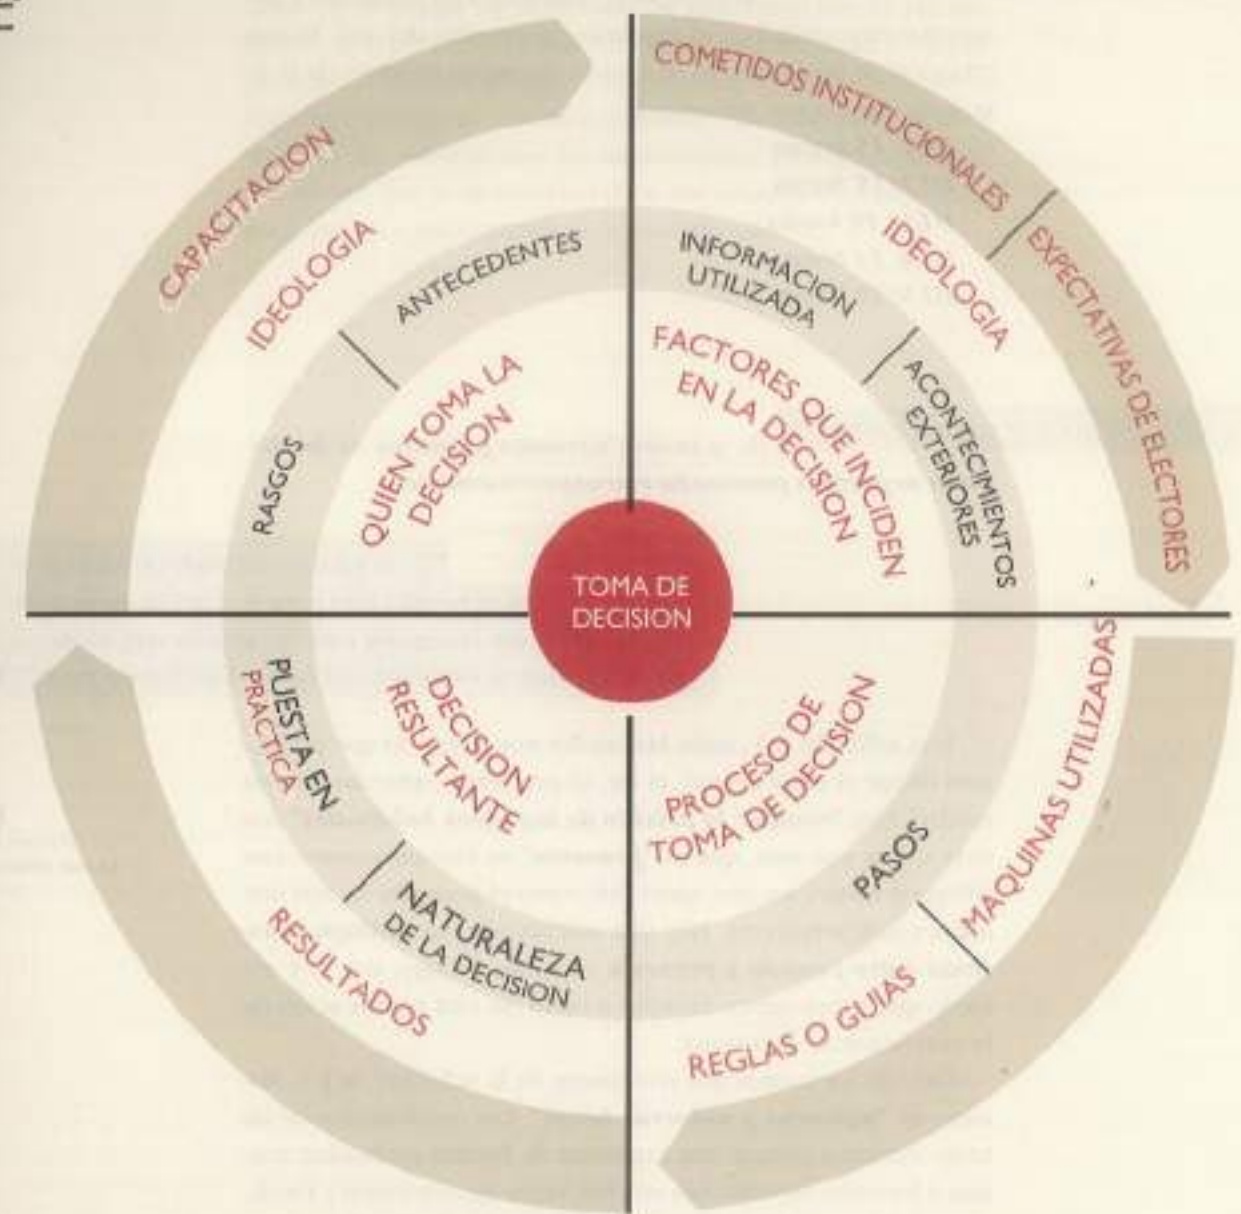 COMETIDOS INSTITUCIONALES
EXPECTATIVAS DE ELECTORES
IDEOLOGIA
INFORMACION
UTILIZADA
ACONTECIMIENTOS
EXTERIORES
FACTORES QUE INCIDEN
EN LA DECISION
CAPACITACION
IDEOLOGIA
ANTECEDENTES
RASGOS
QUIEN TOMA LA
DECISION
TOMA DE
DECISION
PUESTA EN
PRACTICA
DECISION
RESULTANTE
NATURALEZA
DE LA DECISION
RESULTADOS
PROCESO DE
TOMA DE DECISION
PASOS
MAQUINAS UTILIZADAS
REGLAS O GUIAS